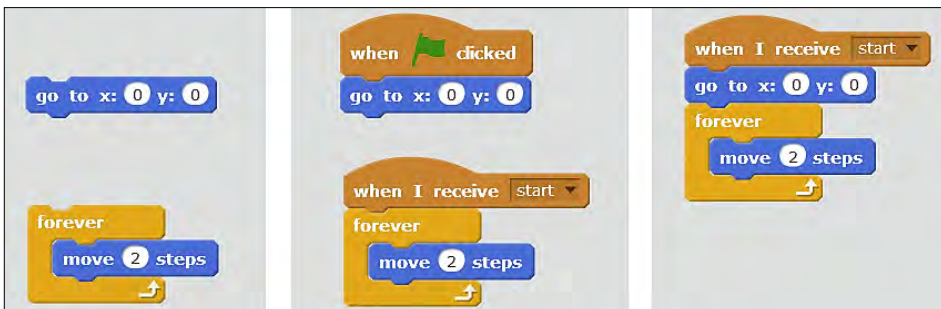 go to x: 0 y: 0
forever
move 2 steps
when clicked
go to x: 0 y: 0
when I receive start
forever
move 2 steps
when I receive start
go to x: 0 y: 0
forever
move 2 steps